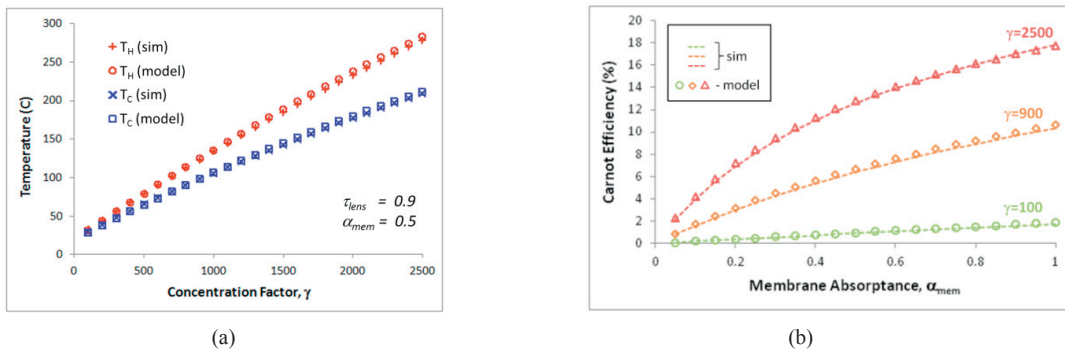 300
250
200
150
100
50
0
Temperature (C)
T_H (sim)
T_H (model)
T_C (sim)
T_C (model)
τ_lens = 0.9
α_mem = 0.5
0 500 1000 1500 2000 2500
Concentration Factor, γ
(a)
20
18
16
14
12
10
8
6
4
2
0
Carnot Efficiency (%)
sim
- model
γ=2500
γ=900
γ=100
0 0.2 0.4 0.6 0.8 1
Membrane Absorptance, α_mem
(b)